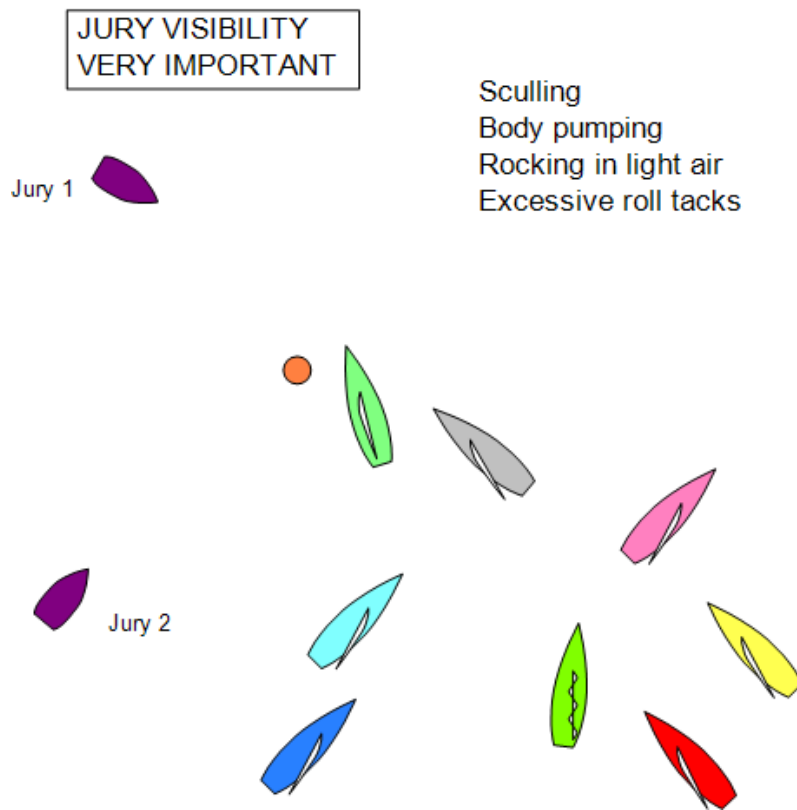 JURY VISIBILITY
VERY IMPORTANT
Sculling
Body pumping
Rocking in light air
Excessive roll tacks
Jury 1
Jury 2